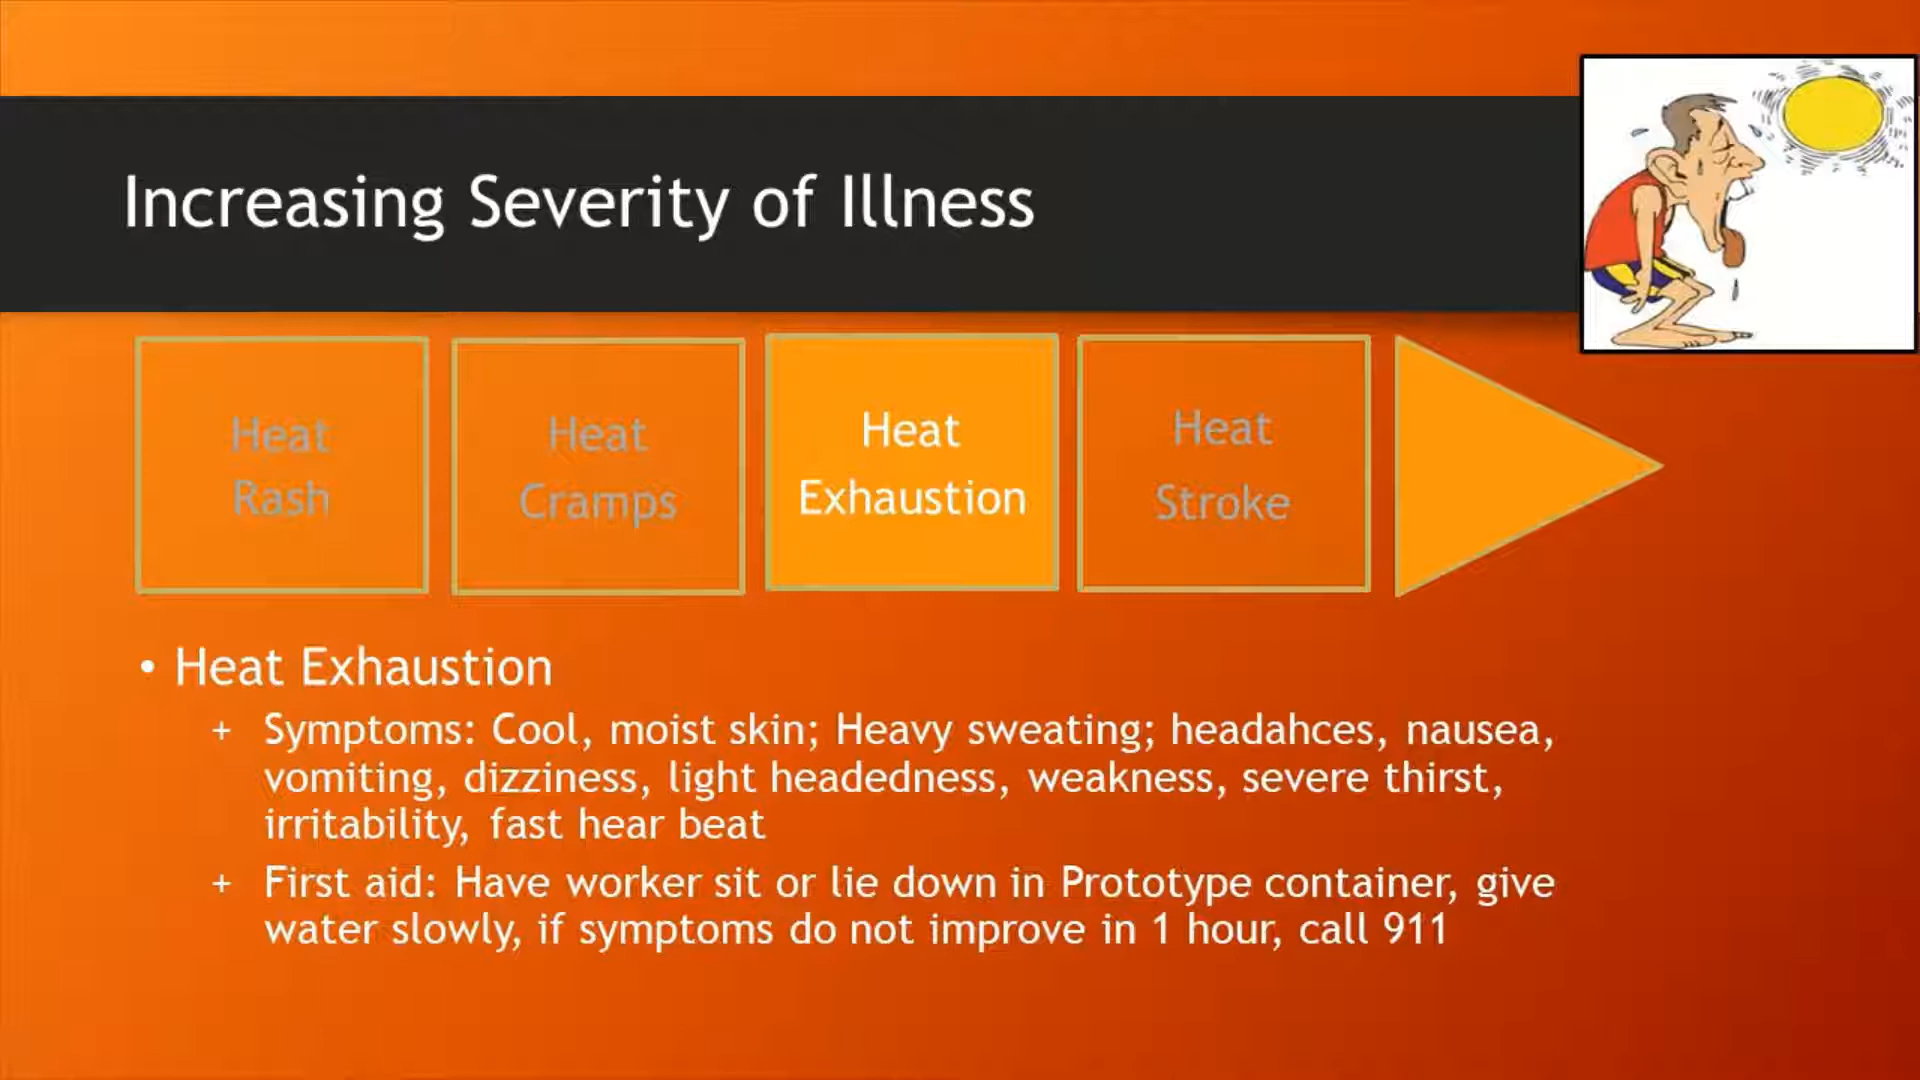 Increasing Severity of Illness
Heat
Rash
Heat
Cramps
Heat
Exhaustion
Heat
Stroke
• Heat Exhaustion
+ Symptoms: Cool, moist skin; Heavy sweating; headahces, nausea,
vomiting, dizziness, light headedness, weakness, severe thirst,
irritability, fast hear beat
+ First aid: Have worker sit or lie down in Prototype container, give
water slowly, if symptoms do not improve in 1 hour, call 911